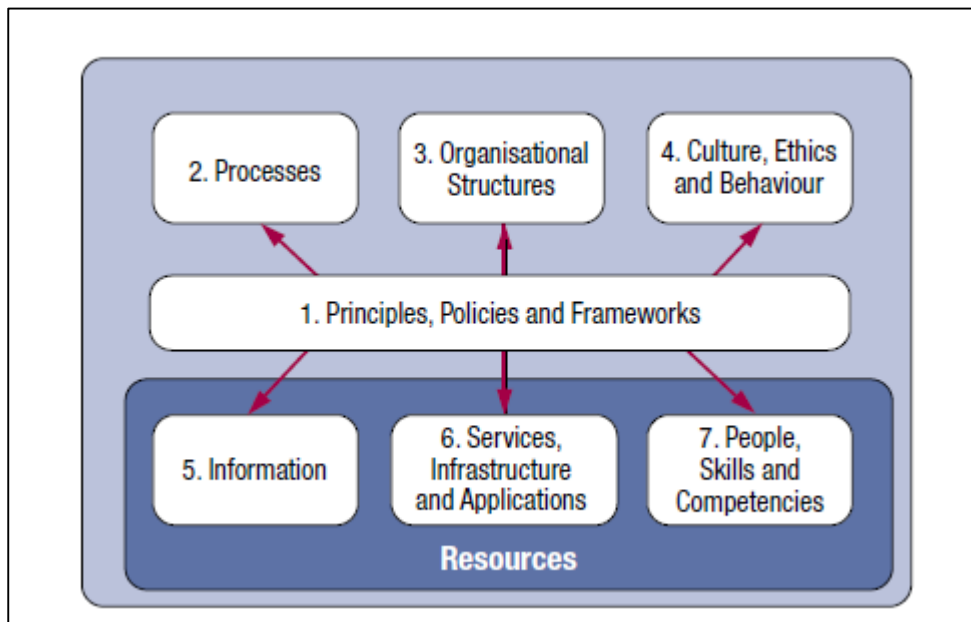 2. Processes
3. Organisational
Structures
4. Culture, Ethics
and Behaviour
1. Principles, Policies and Frameworks
5. Information
6. Services,
Infrastructure
and Applications
7. People,
Skills and
Competencies
Resources